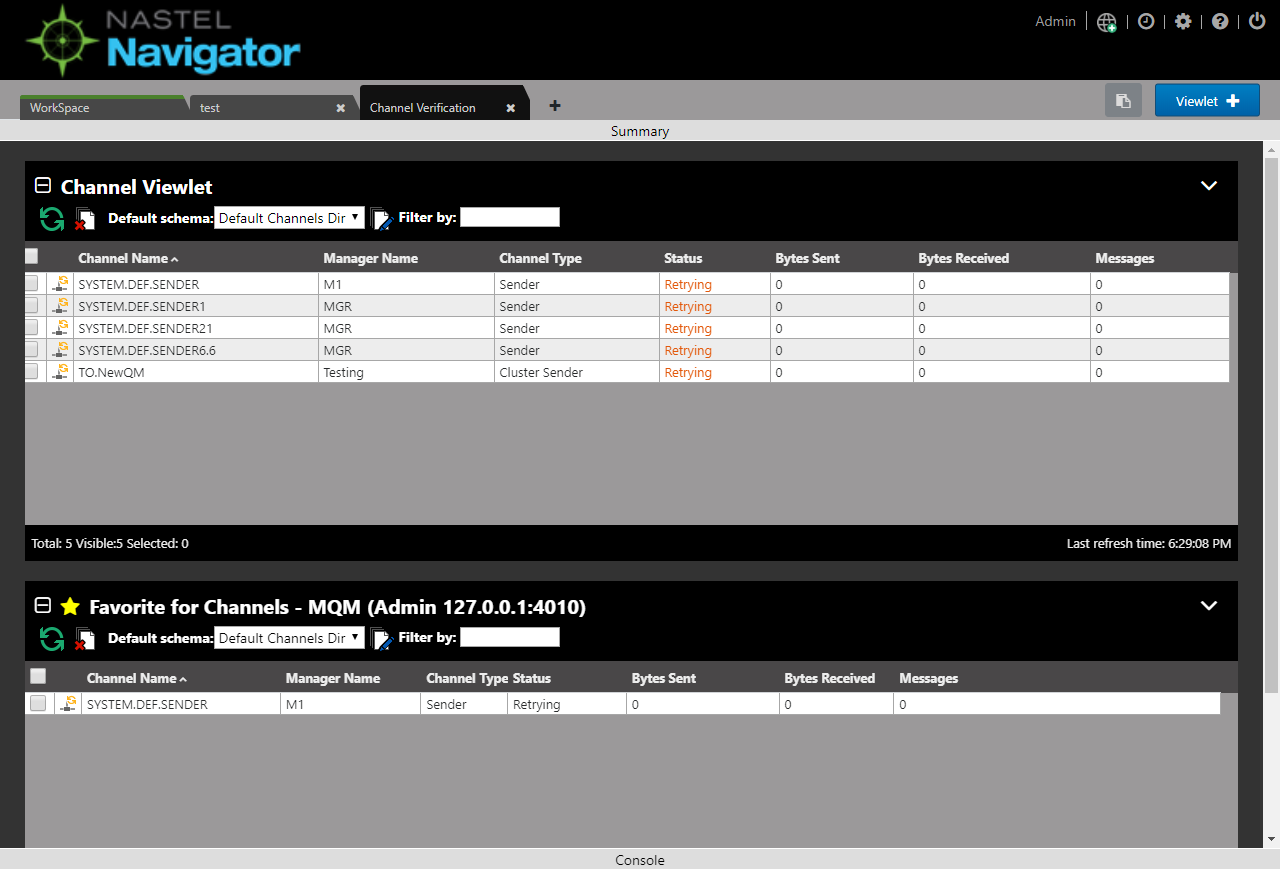 NASTEL
Navigator
Admin
WorkSpace test Channel Verification
Viewlet
Summary
Channel Viewlet
Default schema: Default Channels Dir Filter by:
Channel Name Manager Name Channel Type Status Bytes Sent Bytes Received Messages
SYSTEM.DEF.SENDER M1 Sender Retrying 0 0 0
SYSTEM.DEF.SENDER1 MGR Sender Retrying 0 0 0
SYSTEM.DEF.SENDER21 MGR Sender Retrying 0 0 0
SYSTEM.DEF.SENDER6.6 MGR Sender Retrying 0 0 0
TO.NewQM Testing Cluster Sender Retrying 0 0 0
Total: 5 Visible:5 Selected: 0 Last refresh time: 6:29:08 PM
Favorite for Channels - MQM (Admin 127.0.0.1:4010)
Default schema: Default Channels Dir Filter by:
Channel Name Manager Name Channel Type Status Bytes Sent Bytes Received Messages
SYSTEM.DEF.SENDER M1 Sender Retrying 0 0 0
Console